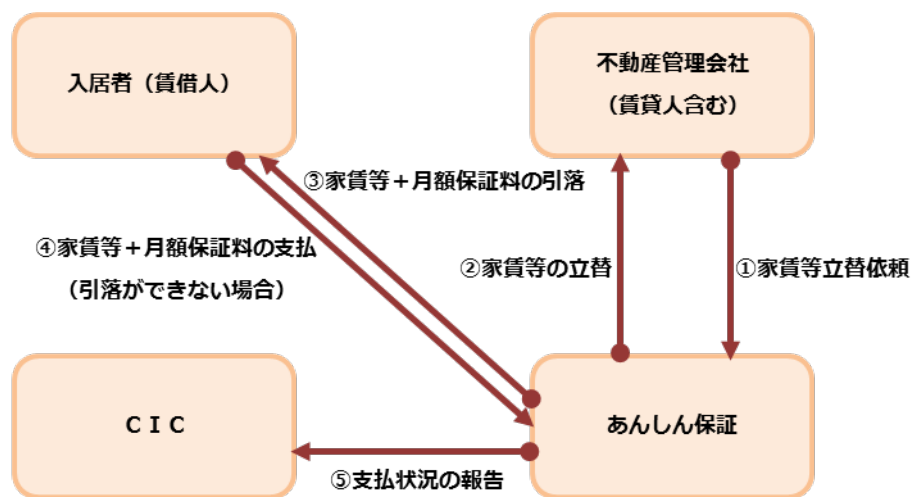 入居者（賃借人）
不動産管理会社
（賃貸人含む）
③家賃等＋月額保証料の引落
④家賃等＋月額保証料の支払
（引落ができない場合）
②家賃等の立替
①家賃等立替依頼
ＣＩＣ
あんしん保証
⑤支払状況の報告